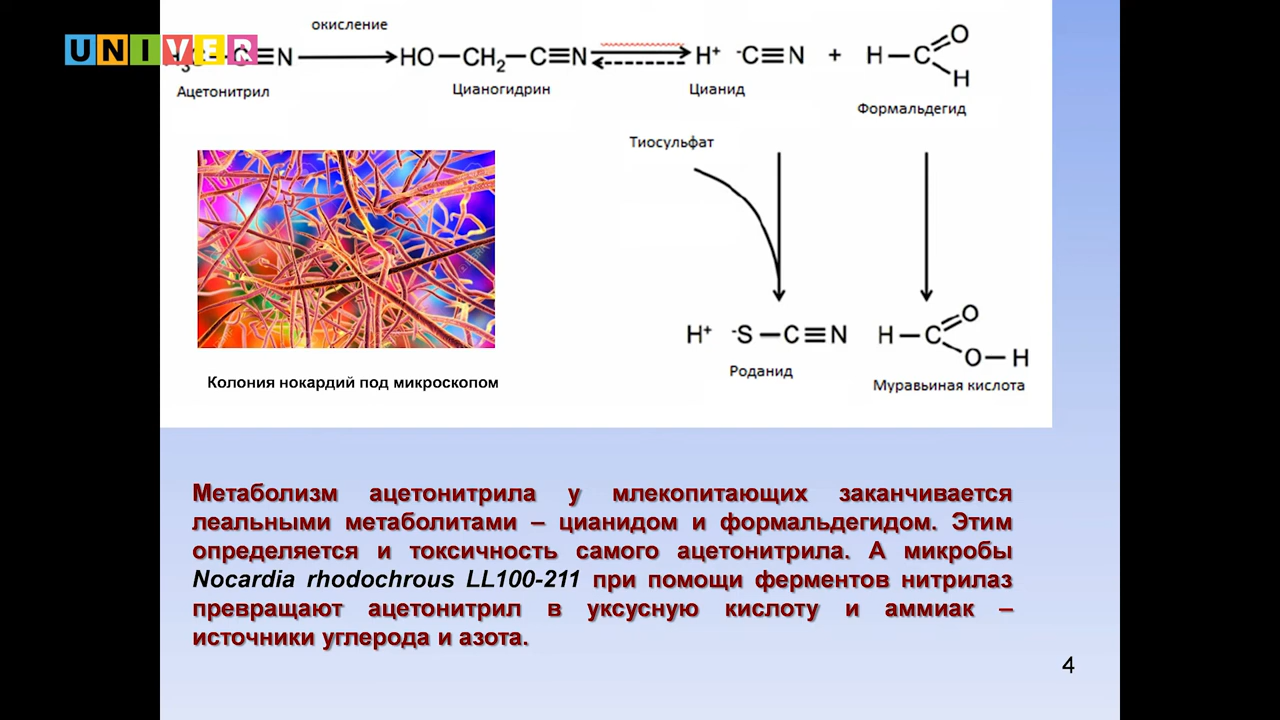 UNIVER
окисление
H₃C—C≡N
HO—CH₂—C≡N
H⁺ ⁻C≡N + H—C
O
H
Ацетонитрил
Цианогидрин
Цианид
Формальдегид
Тиосульфат
H⁺ ⁻S—C≡N
H—C
O
O—H
Роданид
Муравьиная кислота
Колония нокардий под микроскопом
Метаболизм ацетонитрила у млекопитающих заканчивается
леальными метаболитами – цианидом и формальдегидом. Этим
определяется и токсичность самого ацетонитрила. А микробы
Nocardia rhodochrous LL100-211 при помощи ферментов нитрилаз
превращают ацетонитрил в уксусную кислоту и аммиак –
источники углерода и азота.
4